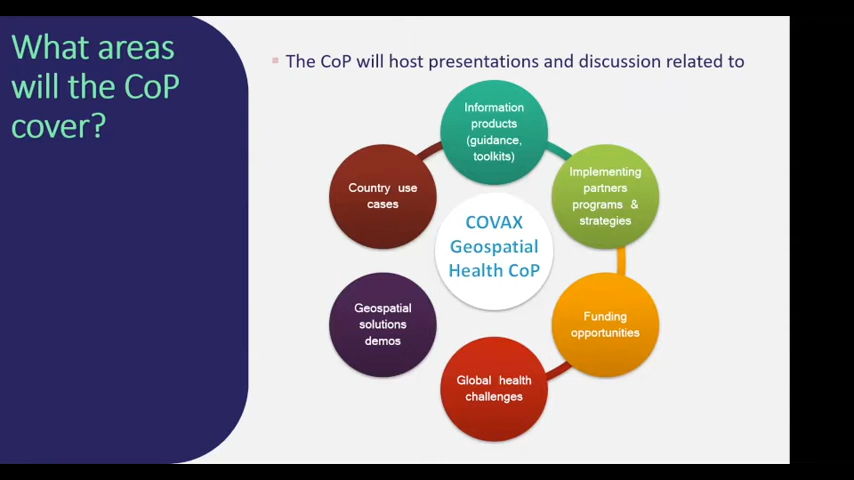 What areas
will the CoP
cover?
The CoP will host presentations and discussion related to
Information
products
(guidance,
toolkits)
Implementing
partners
programs &
strategies
Funding
opportunities
Global health
challenges
Geospatial
solutions
demos
Country use
cases
COVAX
Geospatial
Health CoP